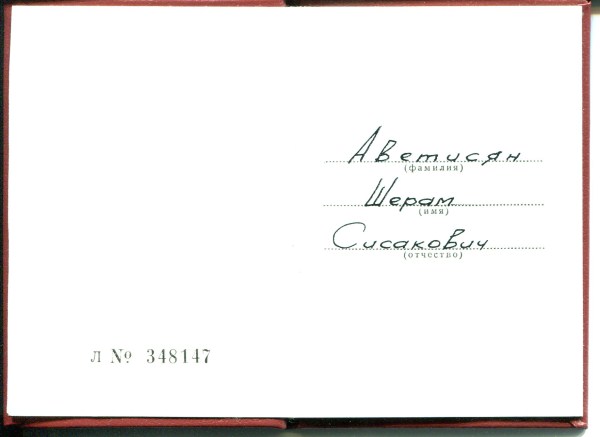 Аветисян
(фамилия)
Шерам
(имя)
Сисакович
(отчество)
Л № 348147